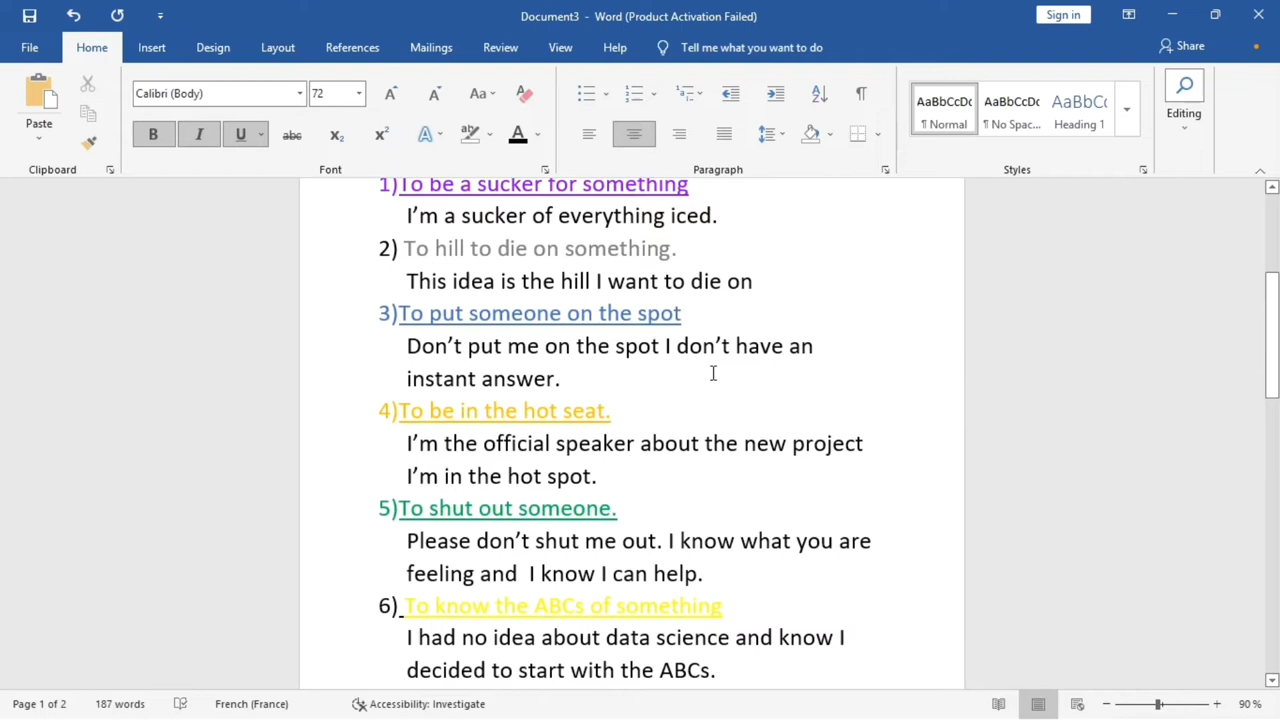 Document3 - Word (Product Activation Failed)
Sign in
File Home Insert Design Layout References Mailings Review View Help Tell me what you want to do Share
Calibri (Body) 72 Aa
AaBbCcDc AaBbCcDc AaBbCc
Paste B I U abc x₂ x² A ab A ¶ Normal ¶ No Spac... Heading 1 Editing
Clipboard Font Paragraph Styles
1)To be a sucker for something
I’m a sucker of everything iced.
2) To hill to die on something.
This idea is the hill I want to die on
3)To put someone on the spot
Don’t put me on the spot I don’t have an
instant answer.
4)To be in the hot seat.
I’m the official speaker about the new project
I’m in the hot spot.
5)To shut out someone.
Please don’t shut me out. I know what you are
feeling and  I know I can help.
6) To know the ABCs of something
I had no idea about data science and know I
decided to start with the ABCs.
Page 1 of 2 187 words French (France) Accessibility: Investigate 90 %